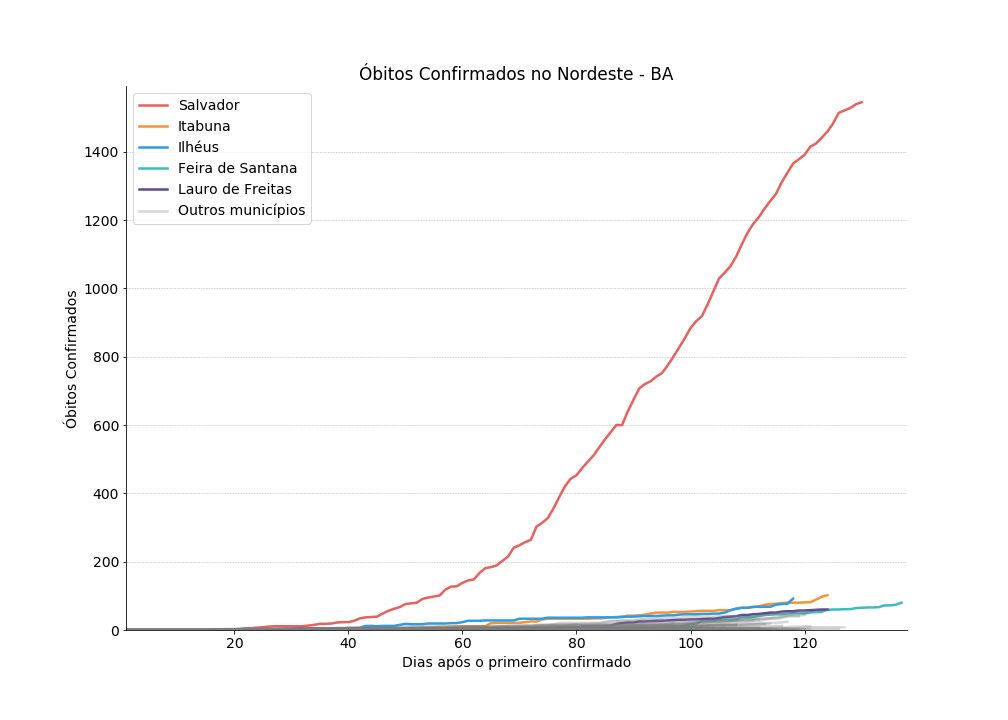 Óbitos Confirmados no Nordeste - BA
Salvador
Itabuna
Ilhéus
Feira de Santana
Lauro de Freitas
Outros municípios
1400
1200
1000
800
600
400
200
0
Óbitos Confirmados
20 40 60 80 100 120
Dias após o primeiro confirmado